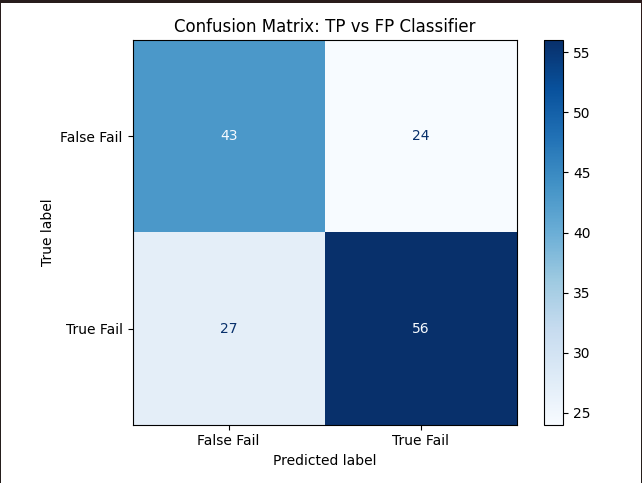 Confusion Matrix: TP vs FP Classifier
False Fail
43
24
True label
True Fail
27
56
False Fail
True Fail
Predicted label
55
50
45
40
35
30
25